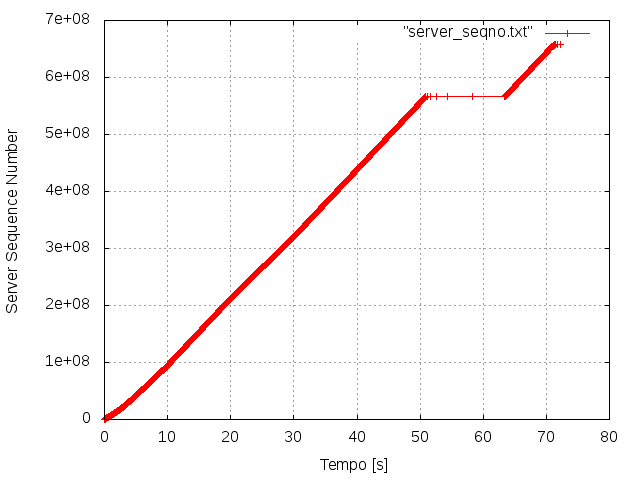 7e+08
"server_seqno.txt"
6e+08
5e+08
4e+08
3e+08
2e+08
1e+08
0
Server Sequence Number
0 10 20 30 40 50 60 70 80
Tempo [s]